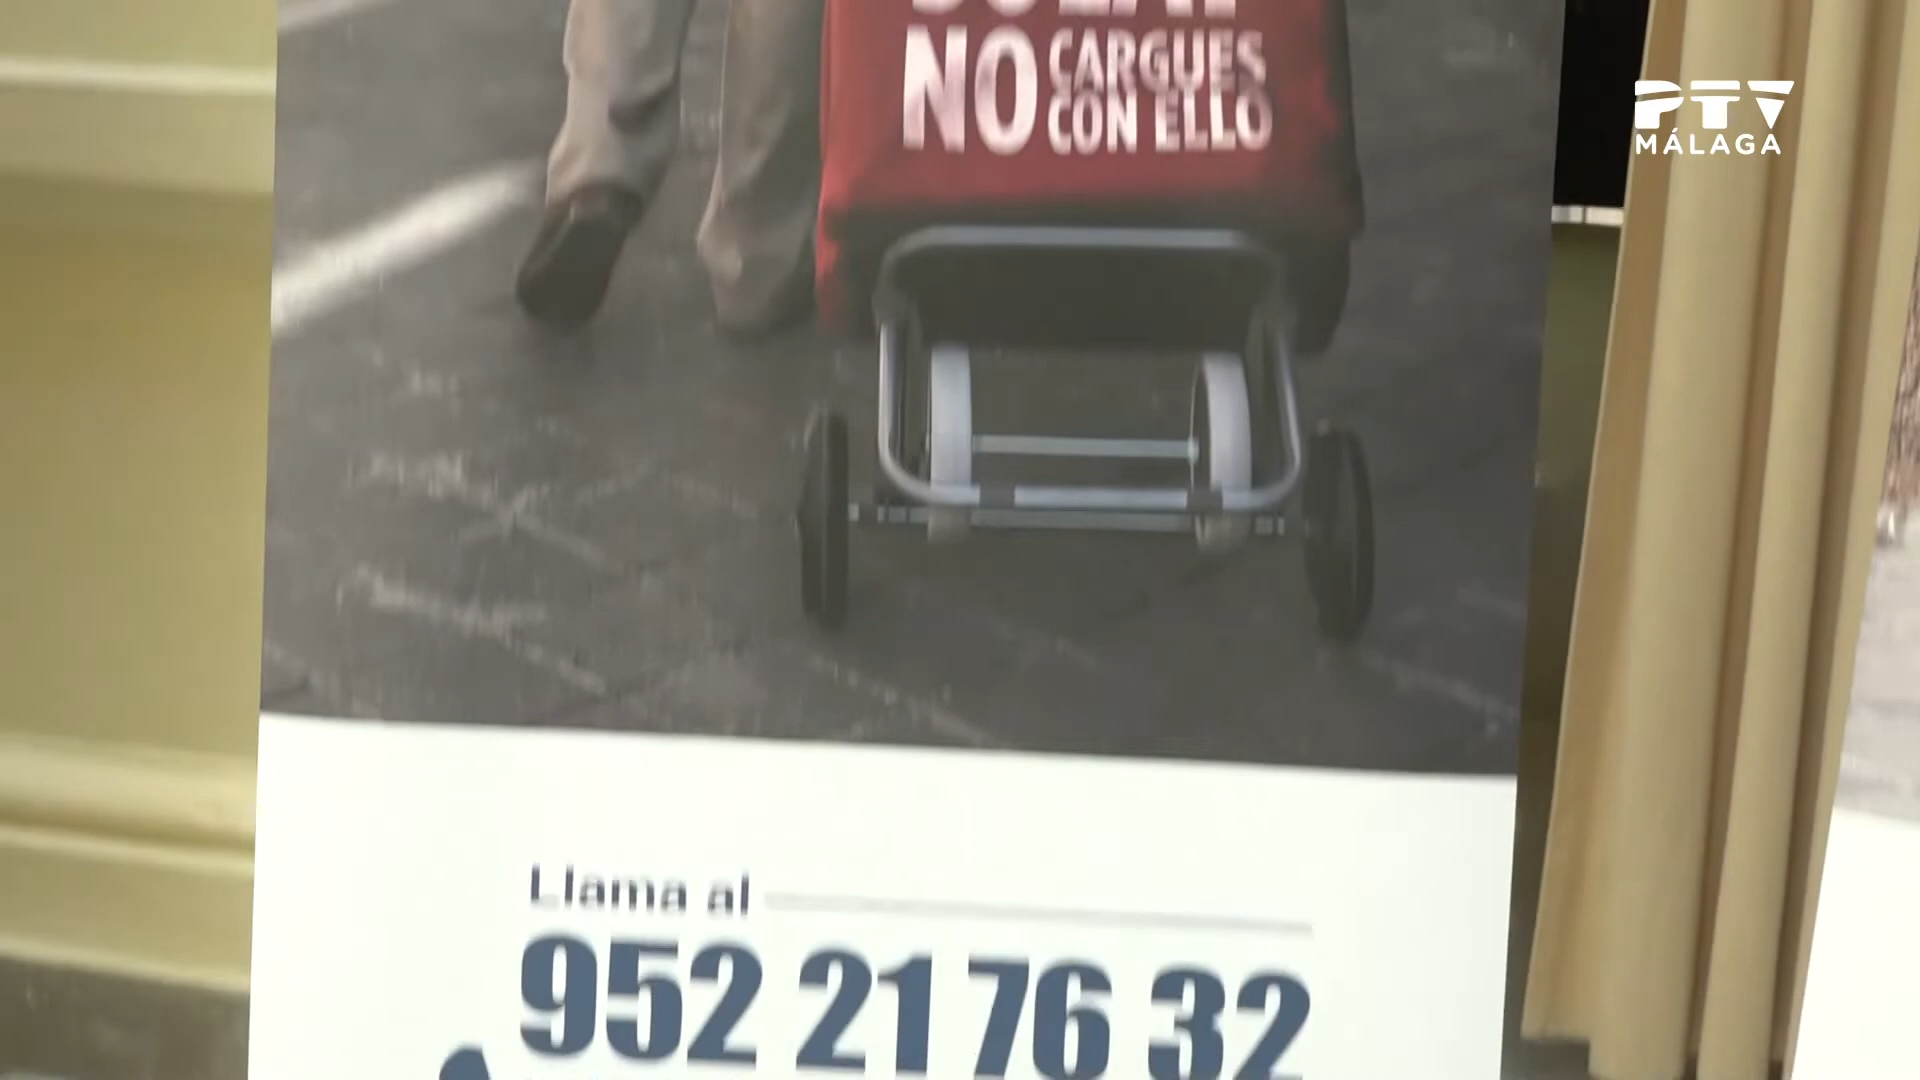 NO CARGUES
CON ELLO
PTV
MÁLAGA
Llama al
952 21 76 32